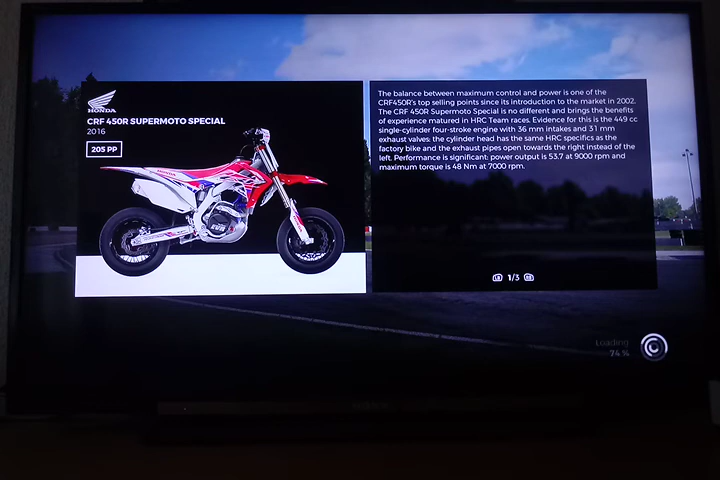 HONDA
CRF 450R SUPERMOTO SPECIAL
2016
205 PP
The balance between maximum control and power is one of the
CRF450R's top selling points since its introduction to the market in 2002.
The CRF 450R Supermoto Special is no different and brings the benefits
of experience matured in HRC Team races. Evidence for this is the 449 cc
single-cylinder four-stroke engine with 36 mm intakes and 31 mm
exhaust valves: the cylinder head has the same HRC specifics as the
factory bike and the exhaust pipes open towards the right instead of the
left. Performance is significant: power output is 53.7 at 9000 rpm and
maximum torque is 48 Nm at 7000 rpm.
1/3
Loading
74 %